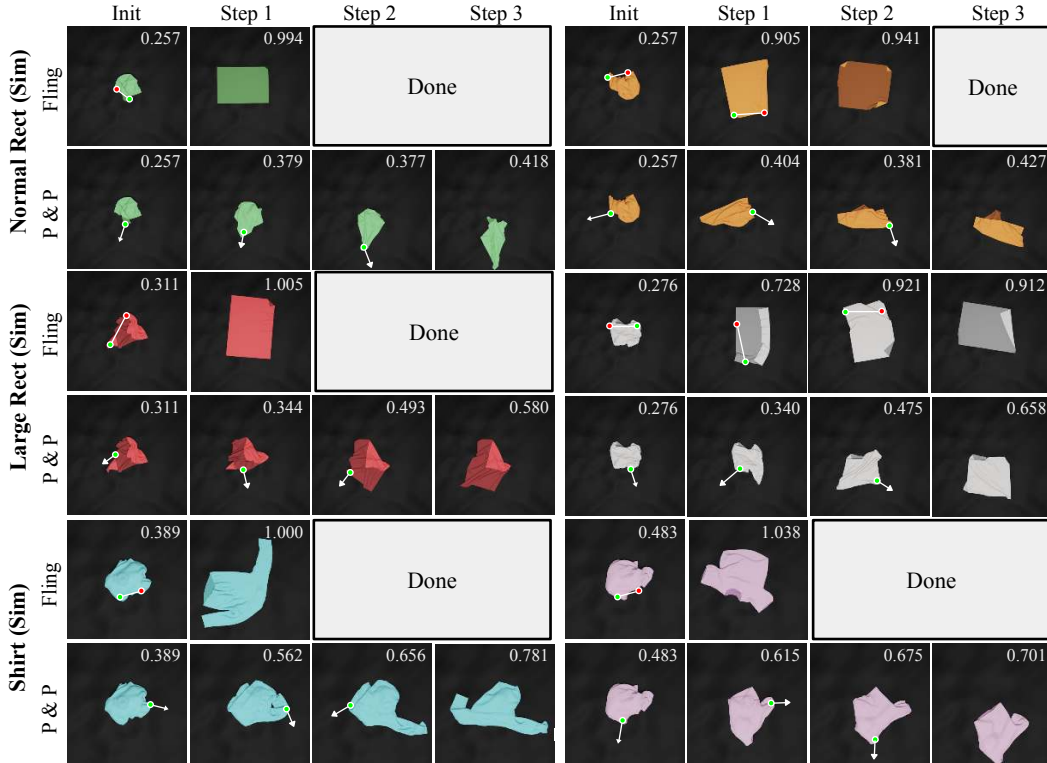 Init Step 1 Step 2 Step 3 Init Step 1 Step 2 Step 3
Normal Rect (Sim)
Fling
0.257 0.994 Done 0.257 0.905 0.941 Done
P & P
0.257 0.379 0.377 0.418 0.257 0.404 0.381 0.427
Large Rect (Sim)
Fling
0.311 1.005 Done 0.276 0.728 0.921 0.912
P & P
0.311 0.344 0.493 0.580 0.276 0.340 0.475 0.658
Shirt (Sim)
Fling
0.389 1.000 Done 0.483 1.038 Done
P & P
0.389 0.562 0.656 0.781 0.483 0.615 0.675 0.701